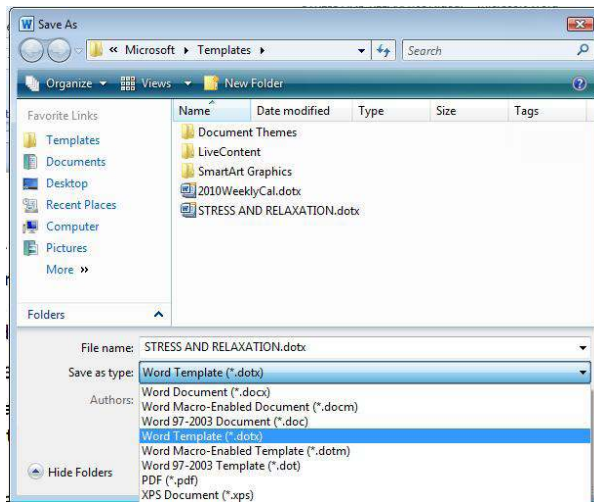 Save As
« Microsoft ▸ Templates ▸ Search
Organize Views New Folder
Favorite Links
Templates
Documents
Desktop
Recent Places
Computer
Pictures
More »
Folders
Name Date modified Type Size Tags
Document Themes
LiveContent
SmartArt Graphics
2010WeeklyCal.dotx
STRESS AND RELAXATION.dotx
File name: STRESS AND RELAXATION.dotx
Save as type: Word Template (*.dotx)
Authors:
Word Document (*.docx)
Word Macro-Enabled Document (*.docm)
Word 97-2003 Document (*.doc)
Word Template (*.dotx)
Word Macro-Enabled Template (*.dotm)
Word 97-2003 Template (*.dot)
PDF (*.pdf)
XPS Document (*.xps)
Hide Folders